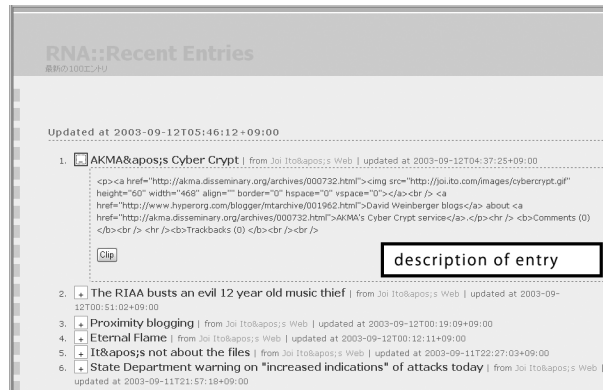 RNA::Recent Entries
最新の100エントリ
Updated at 2003-09-12T05:46:12+09:00
1. - AKMA&apos;s Cyber Crypt | from Joi Ito&apos;s Web | updated at 2003-09-12T04:37:25+09:00
<p><a href="http://akma.disseminary.org/archives/000732.html"><img src="http://joi.ito.com/images/cybercrypt.gif"
height="60" width="468" align="" border="0" hspace="0" vspace="0"></a><br /> <a
href="http://www.hyperorg.com/blogger/mtarchive/001962.html">David Weinberger blogs</a> about <a
href="http://akma.disseminary.org/archives/000732.html">AKMA's Cyber Crypt service</a>.</p><hr /> <b>Comments (0)
</b><br /> <hr /><b>Trackbacks (0) </b><br /><br />
Clip
description of entry
2. + The RIAA busts an evil 12 year old music thief | from Joi Ito&apos;s Web | updated at 2003-09-
12T00:51:02+09:00
3. + Proximity blogging | from Joi Ito&apos;s Web | updated at 2003-09-12T00:19:09+09:00
4. + Eternal Flame | from Joi Ito&apos;s Web | updated at 2003-09-12T00:12:11+09:00
5. + It&apos;s not about the files | from Joi Ito&apos;s Web | updated at 2003-09-11T22:27:03+09:00
6. + State Department warning on "increased indications" of attacks today | from Joi Ito&apos;s Web |
updated at 2003-09-11T21:57:18+09:00